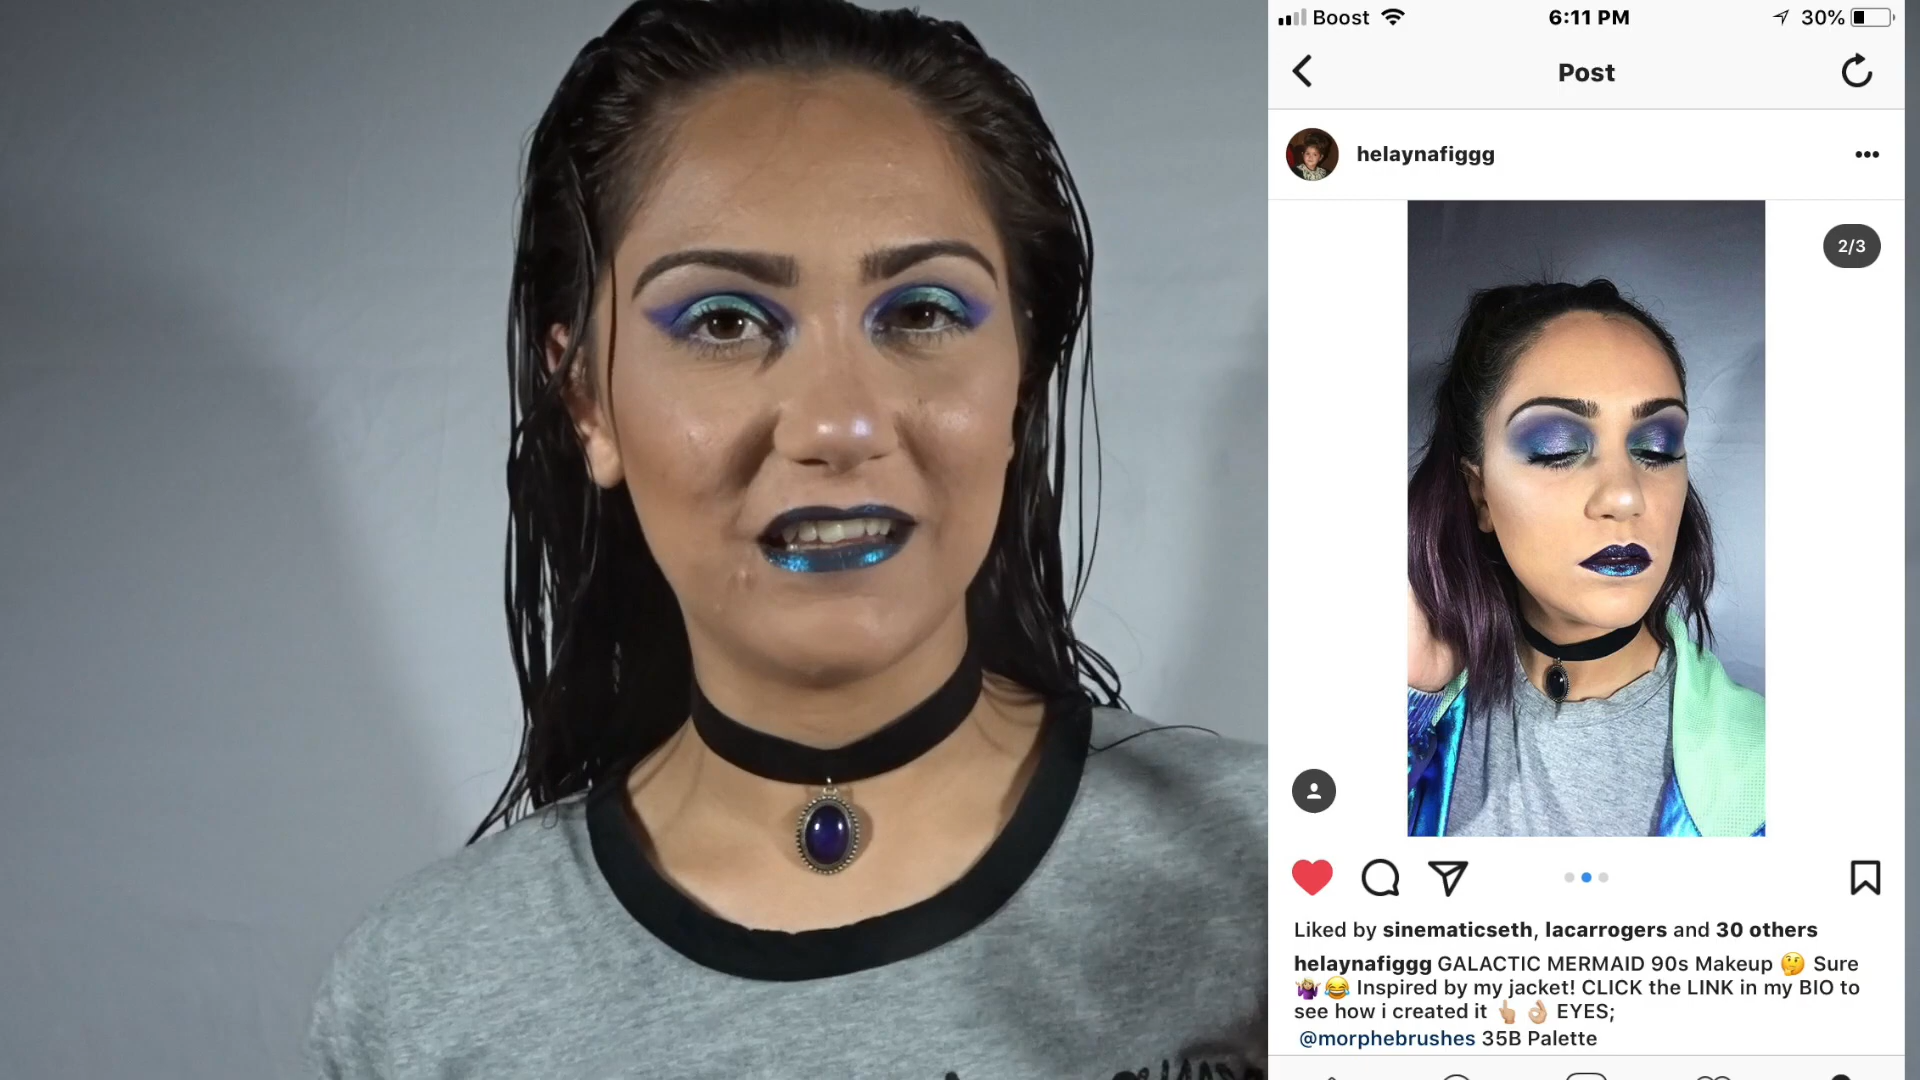 Boost 6:11 PM 30%
Post
helaynafiggg
2/3
Liked by sinematicseth, lacarrogers and 30 others
helaynafiggg GALACTIC MERMAID 90s Makeup 🤔 Sure
🤷🏼‍♀️😂 Inspired by my jacket! CLICK the LINK in my BIO to
see how i created it 👆🏼👌🏼 EYES;
@morphebrushes 35B Palette